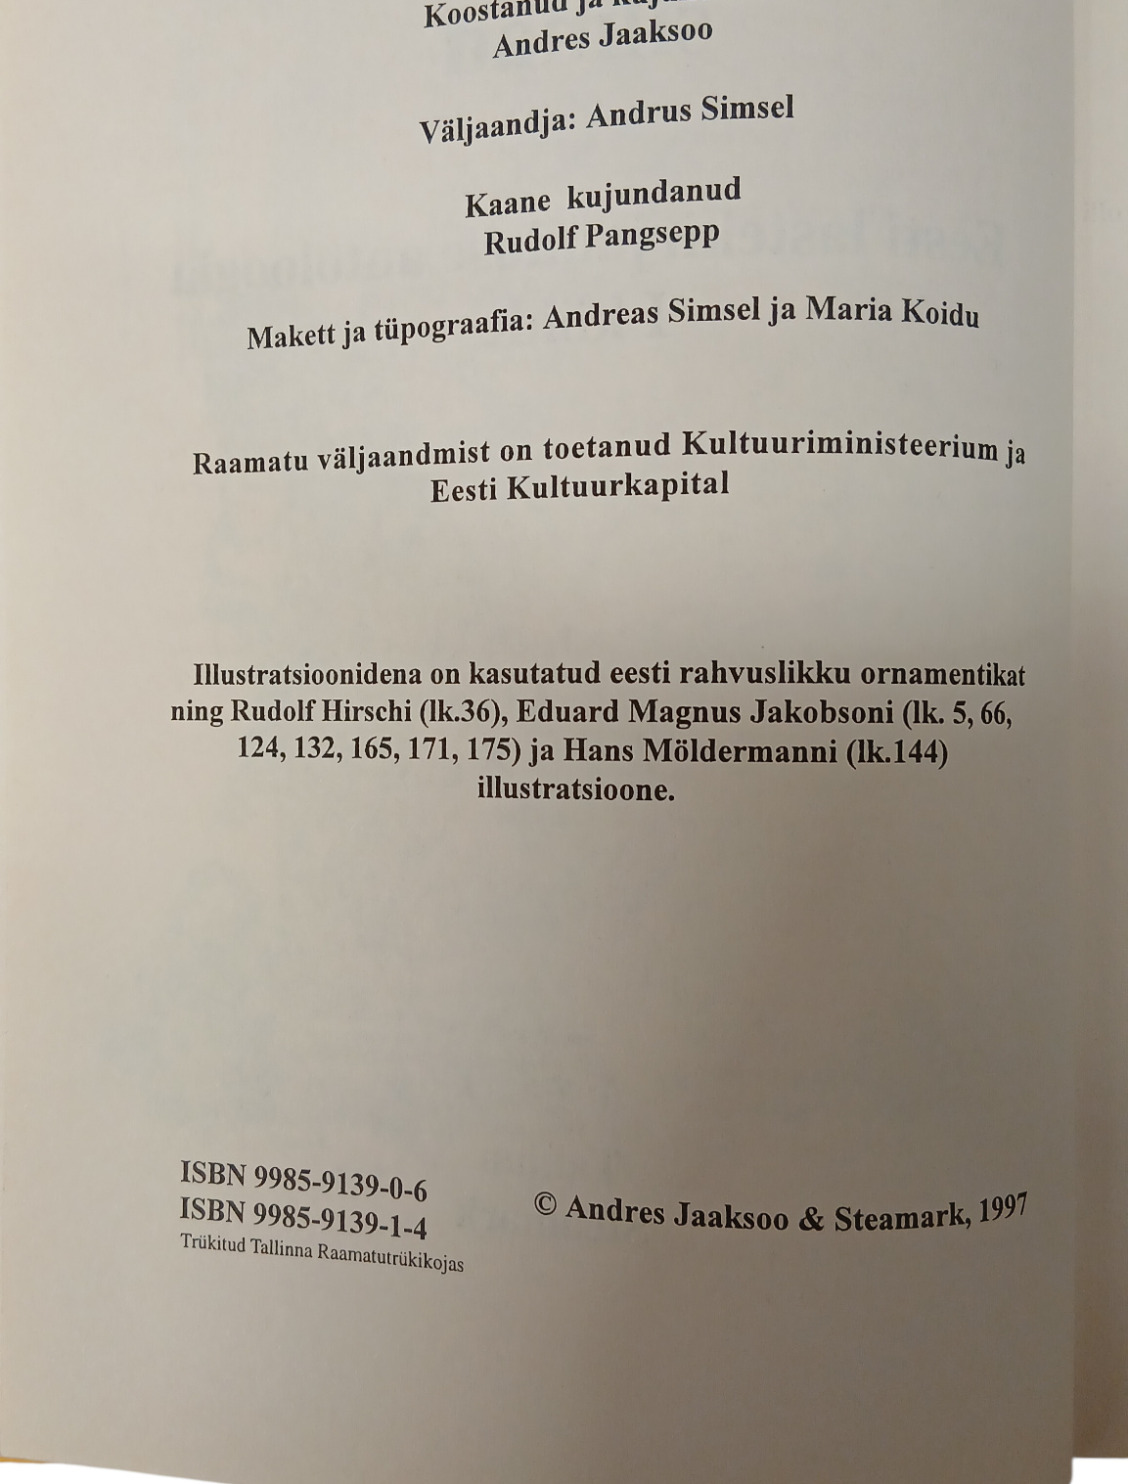 Koostanud ja
Andres Jaaksoo
Väljaandja: Andrus Simsel
Kaane kujundanud
Rudolf Pangsepp
Makett ja tüpograafia: Andreas Simsel ja Maria Koidu
Raamatu väljaandmist on toetanud Kultuuriministeerium ja
Eesti Kultuurkapital
Illustratsioonidena on kasutatud eesti rahvuslikku ornamentikat
ning Rudolf Hirschi (lk.36), Eduard Magnus Jakobsoni (lk. 5, 66,
124, 132, 165, 171, 175) ja Hans Möldermanni (lk.144)
illustratsioone.
ISBN 9985-9139-0-6
ISBN 9985-9139-1-4
Trükitud Tallinna Raamatutrükikojas
© Andres Jaaksoo & Steamark, 1997